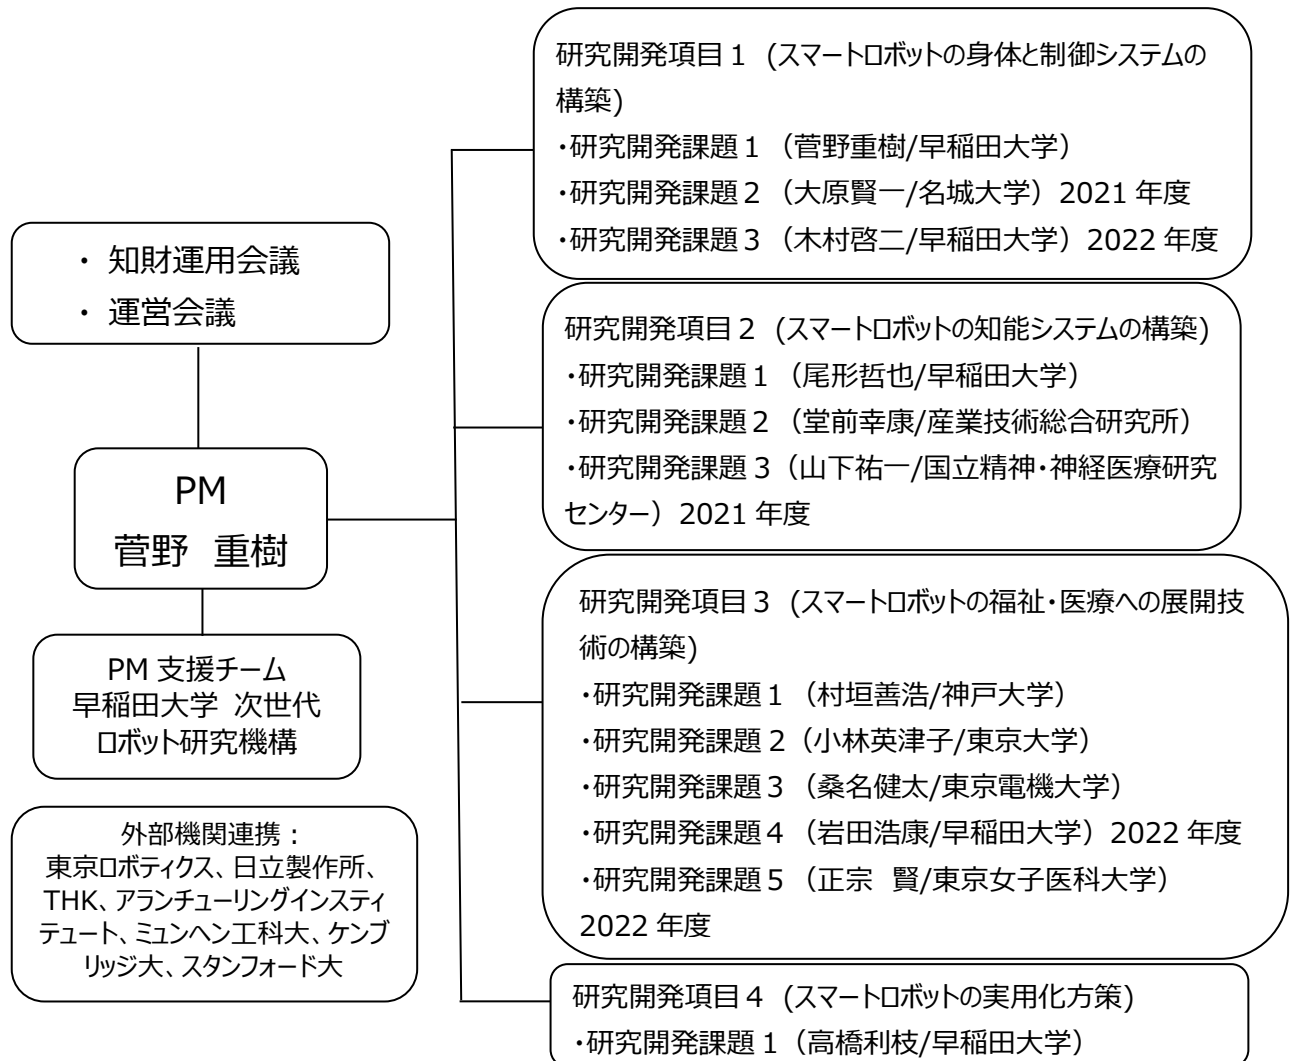 ・ 知財運用会議
・ 運営会議
PM
菅野 重樹
PM 支援チーム
早稲田大学 次世代
ロボット研究機構
外部機関連携：
東京ロボティクス、日立製作所、
THK、アランチューリングインスティ
テュート、ミュンヘン工科大、ケンブ
リッジ大、スタンフォード大
研究開発項目１ (スマートロボットの身体と制御システムの
構築)
・研究開発課題１（菅野重樹/早稲田大学）
・研究開発課題２（大原賢一/名城大学）2021 年度
・研究開発課題３（木村啓二/早稲田大学）2022 年度
研究開発項目２ (スマートロボットの知能システムの構築)
・研究開発課題１（尾形哲也/早稲田大学）
・研究開発課題２（堂前幸康/産業技術総合研究所）
・研究開発課題３（山下祐一/国立精神・神経医療研究
センター）2021 年度
研究開発項目３ (スマートロボットの福祉・医療への展開技
術の構築)
・研究開発課題１（村垣善浩/神戸大学）
・研究開発課題２（小林英津子/東京大学）
・研究開発課題３（桑名健太/東京電機大学）
・研究開発課題４（岩田浩康/早稲田大学）2022 年度
・研究開発課題５（正宗 賢/東京女子医科大学）
2022 年度
研究開発項目４ (スマートロボットの実用化方策)
・研究開発課題１（高橋利枝/早稲田大学）